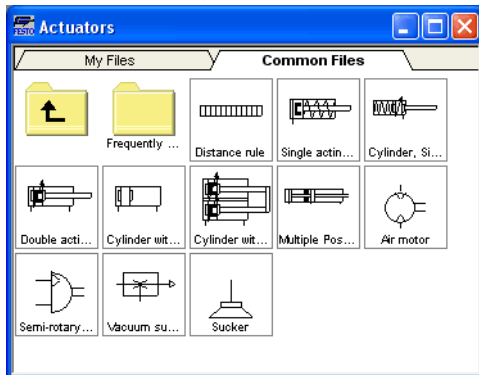 FESTO Actuators
My Files Common Files
Frequently ... Distance rule Single actin... Cylinder, Si...
Double acti... Cylinder wit... Cylinder wit... Multiple Pos... Air motor
Semi-rotary... Vacuum su... Sucker